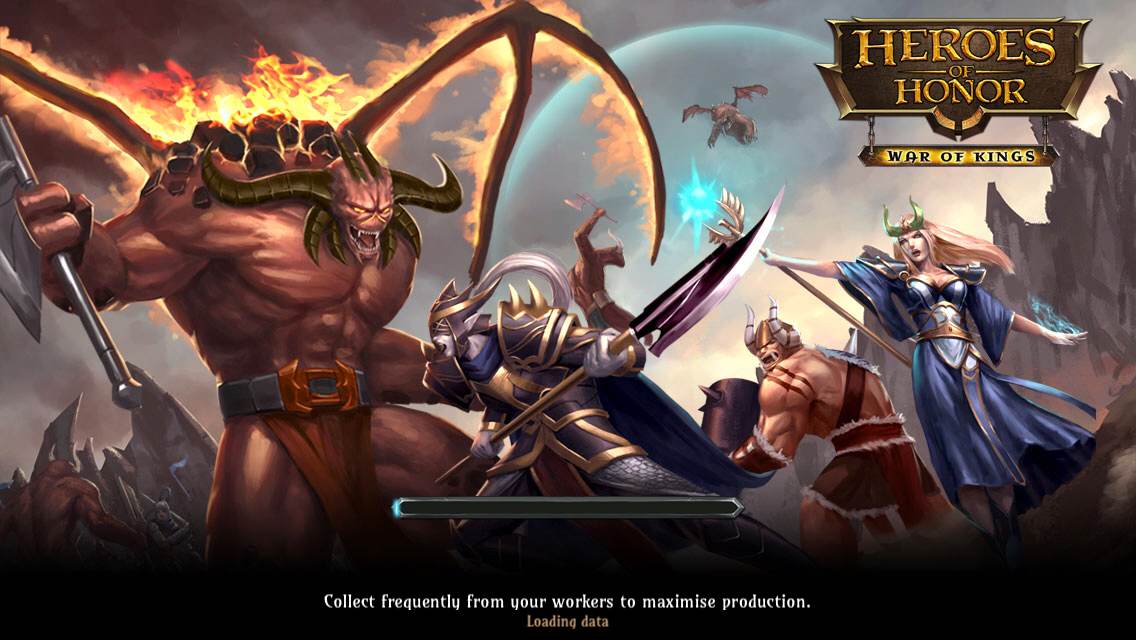 HEROES
OF
HONOR
WAR OF KINGS
Collect frequently from your workers to maximise production.
Loading data